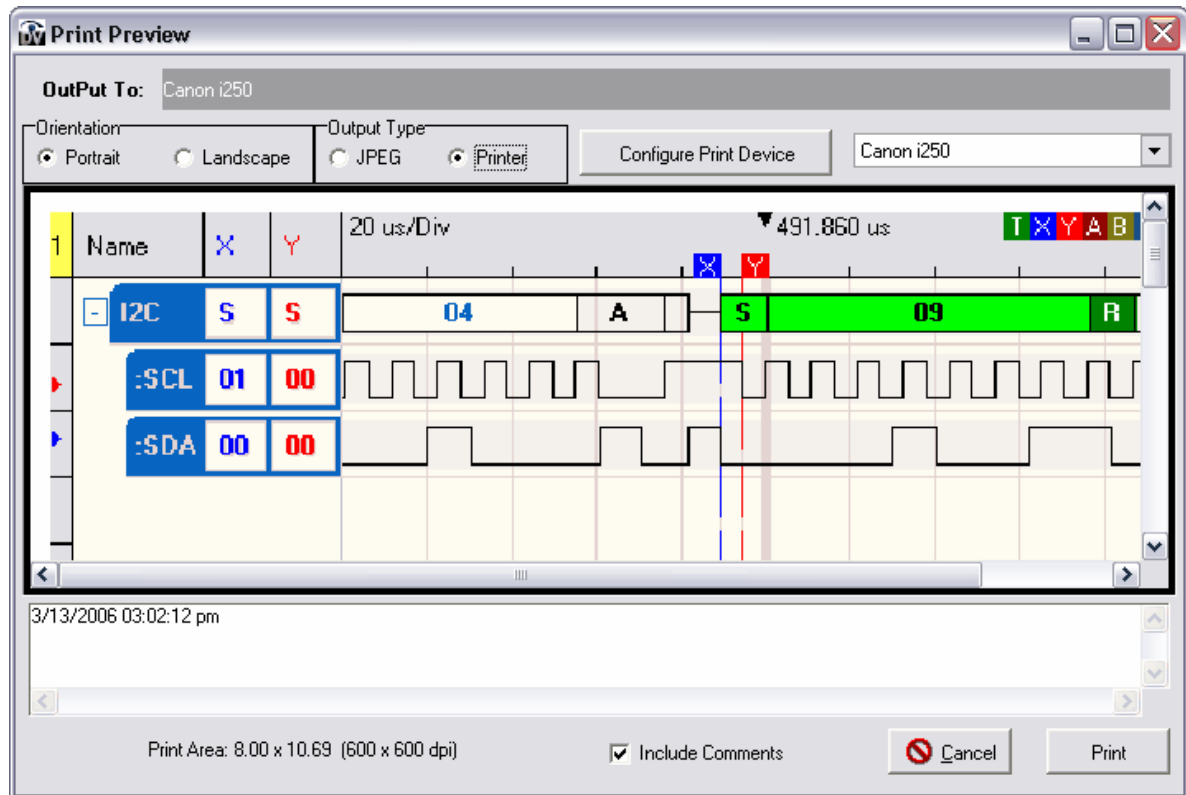 Print Preview
OutPut To: Canon i250
Orientation
Portrait Landscape
Output Type
JPEG Printer
Configure Print Device
Canon i250
1 Name X Y 20 us/Div 491.860 us T X Y A B
X Y
I2C S S 04 A S 09 R
:SCL 01 00
:SDA 00 00
3/13/2006 03:02:12 pm
Print Area: 8.00 x 10.69 (600 x 600 dpi) Include Comments Cancel Print